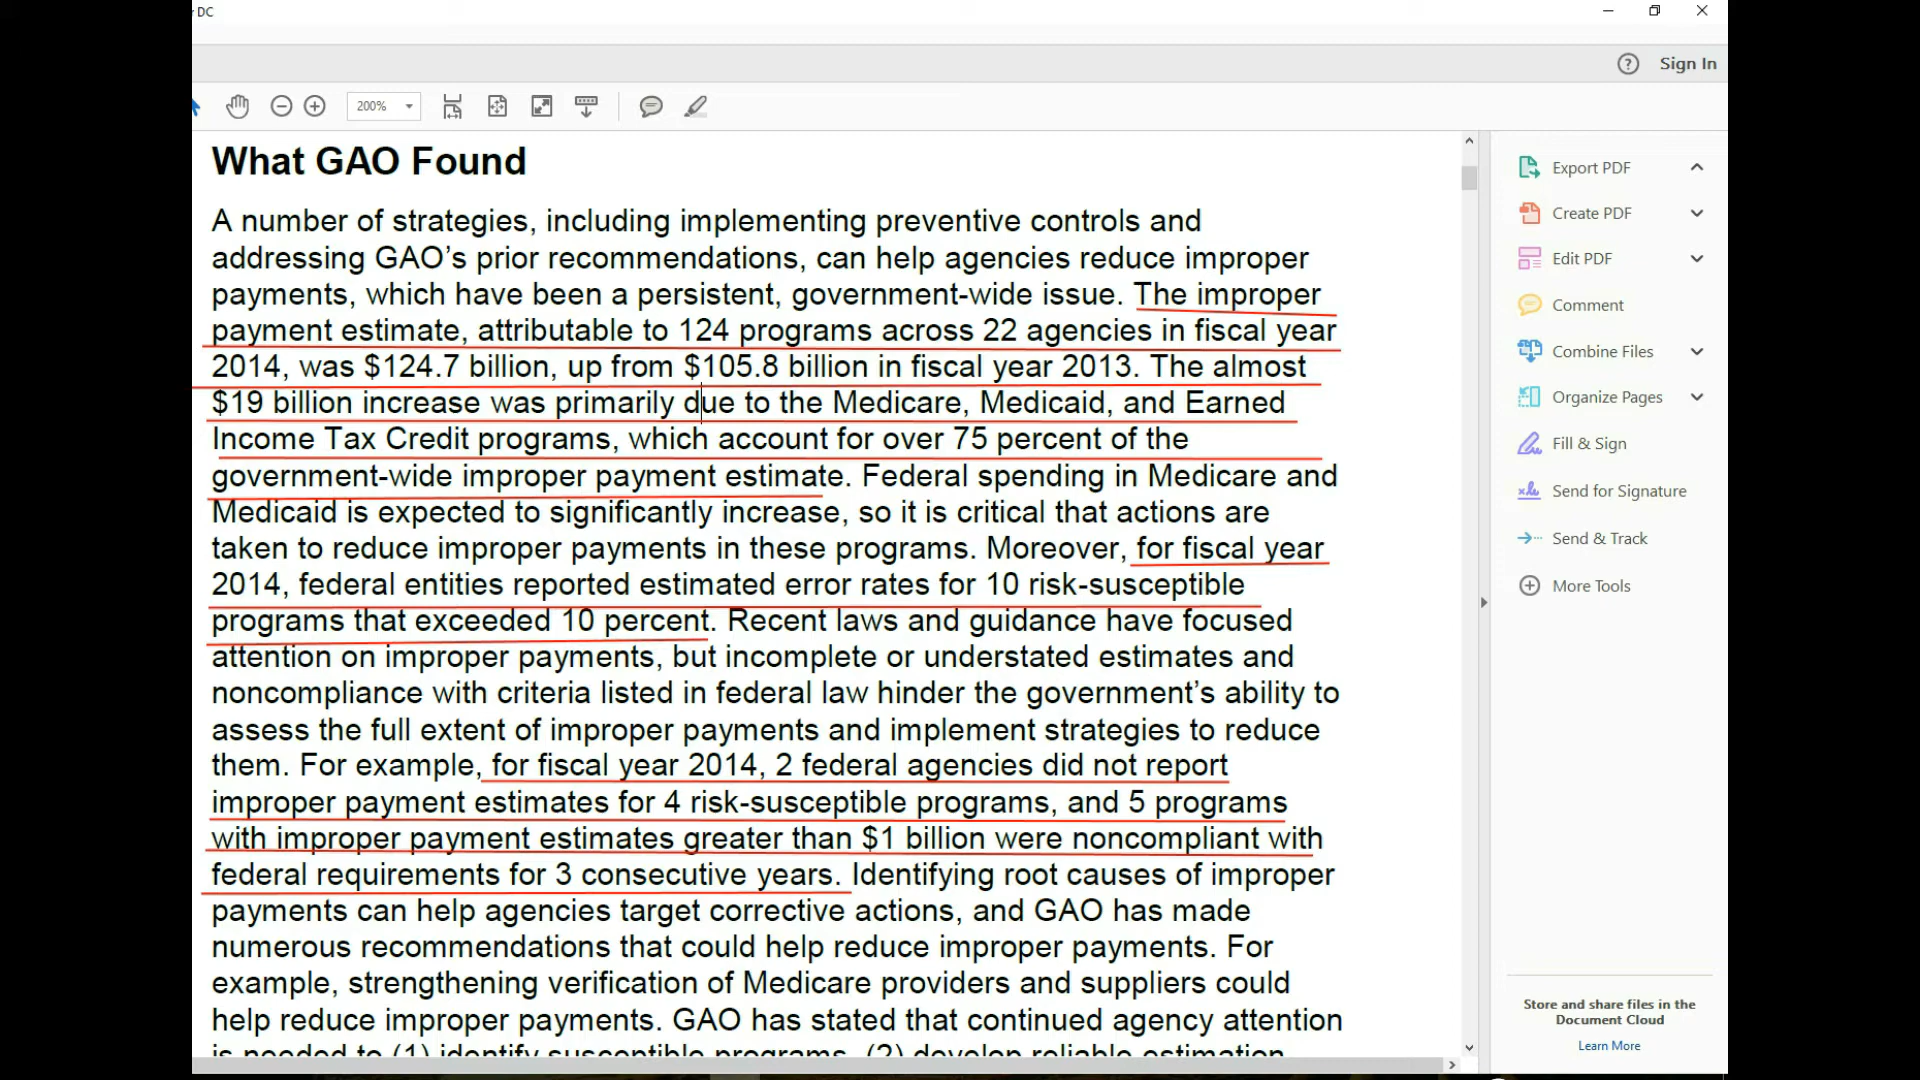 DC
Sign In
200%
What GAO Found
A number of strategies, including implementing preventive controls and
addressing GAO's prior recommendations, can help agencies reduce improper
payments, which have been a persistent, government-wide issue. The improper
payment estimate, attributable to 124 programs across 22 agencies in fiscal year
2014, was $124.7 billion, up from $105.8 billion in fiscal year 2013. The almost
$19 billion increase was primarily due to the Medicare, Medicaid, and Earned
Income Tax Credit programs, which account for over 75 percent of the
government-wide improper payment estimate. Federal spending in Medicare and
Medicaid is expected to significantly increase, so it is critical that actions are
taken to reduce improper payments in these programs. Moreover, for fiscal year
2014, federal entities reported estimated error rates for 10 risk-susceptible
programs that exceeded 10 percent. Recent laws and guidance have focused
attention on improper payments, but incomplete or understated estimates and
noncompliance with criteria listed in federal law hinder the government's ability to
assess the full extent of improper payments and implement strategies to reduce
them. For example, for fiscal year 2014, 2 federal agencies did not report
improper payment estimates for 4 risk-susceptible programs, and 5 programs
with improper payment estimates greater than $1 billion were noncompliant with
federal requirements for 3 consecutive years. Identifying root causes of improper
payments can help agencies target corrective actions, and GAO has made
numerous recommendations that could help reduce improper payments. For
example, strengthening verification of Medicare providers and suppliers could
help reduce improper payments. GAO has stated that continued agency attention
is needed to (1) identify susceptible programs, (2) develop reliable estimation
Export PDF
Create PDF
Edit PDF
Comment
Combine Files
Organize Pages
Fill & Sign
Send for Signature
Send & Track
More Tools
Store and share files in the
Document Cloud
Learn More